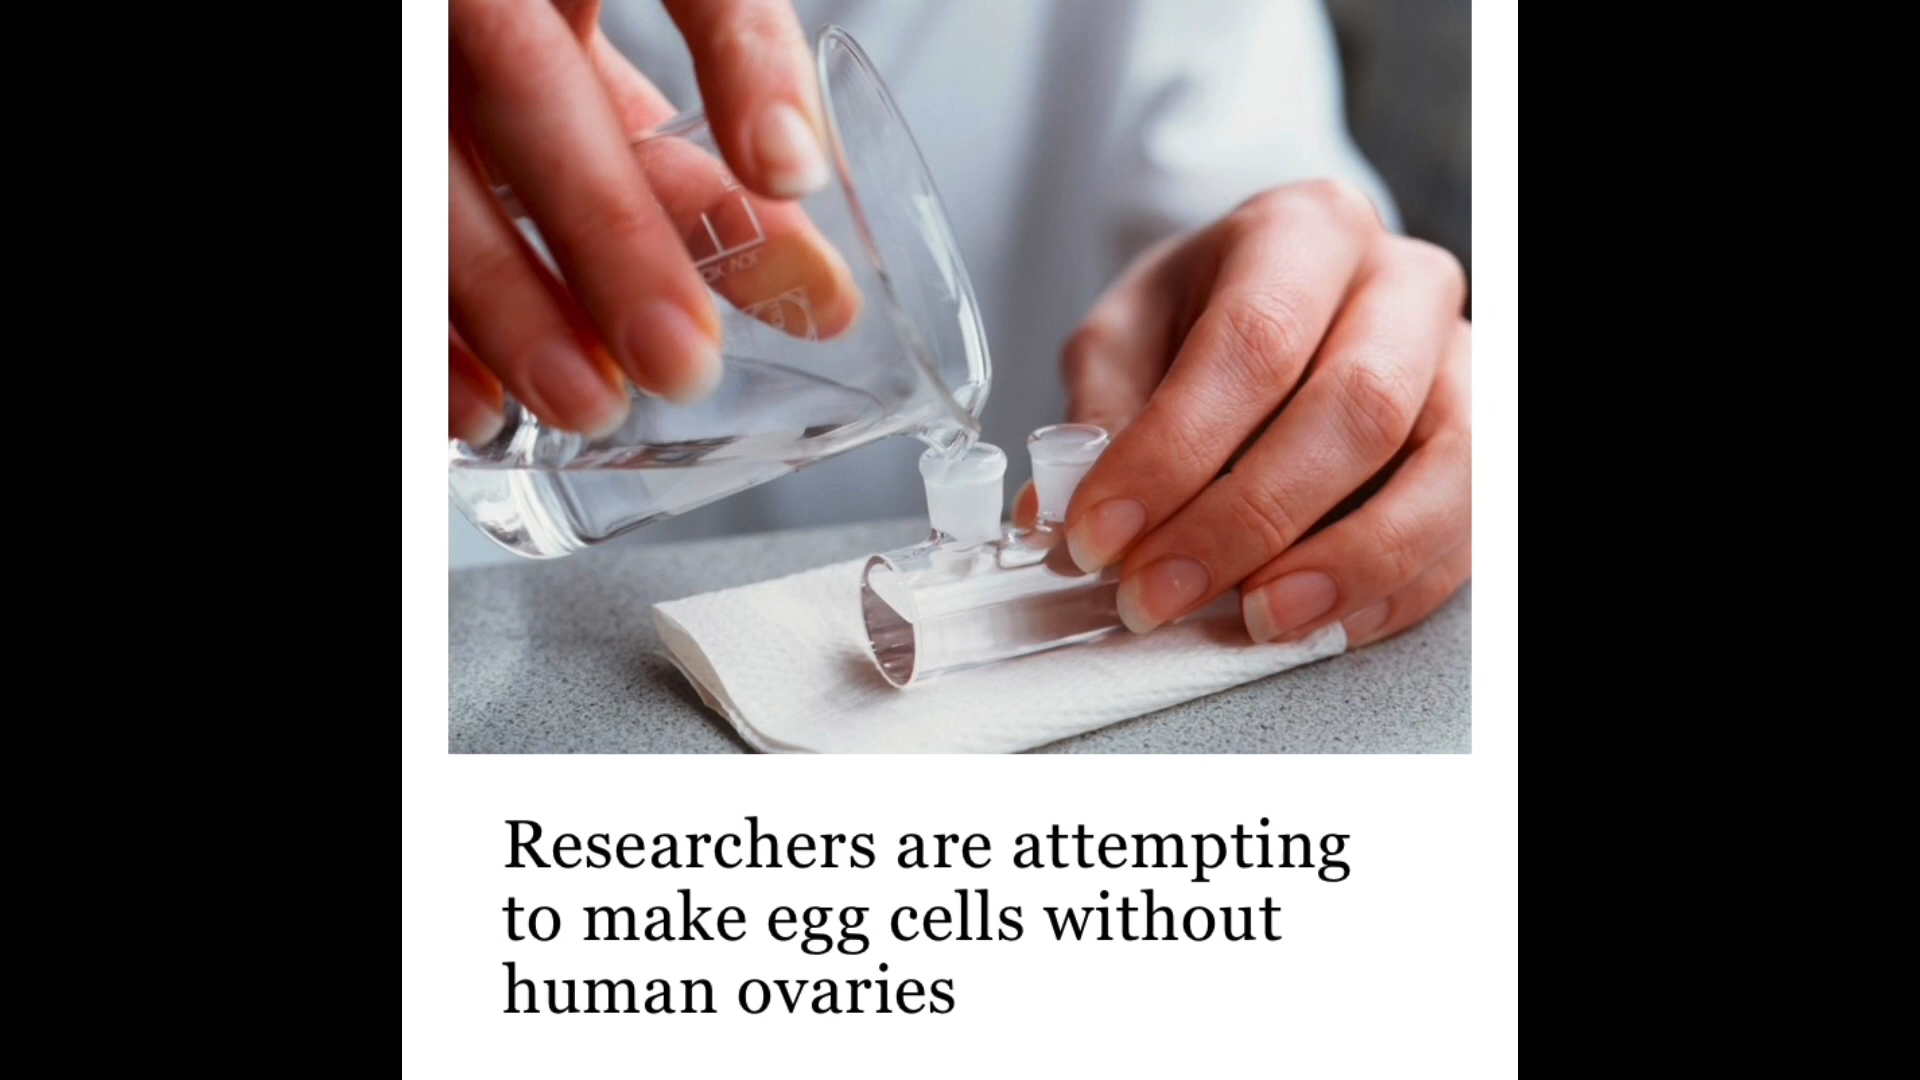 Researchers are attempting
to make egg cells without
human ovaries